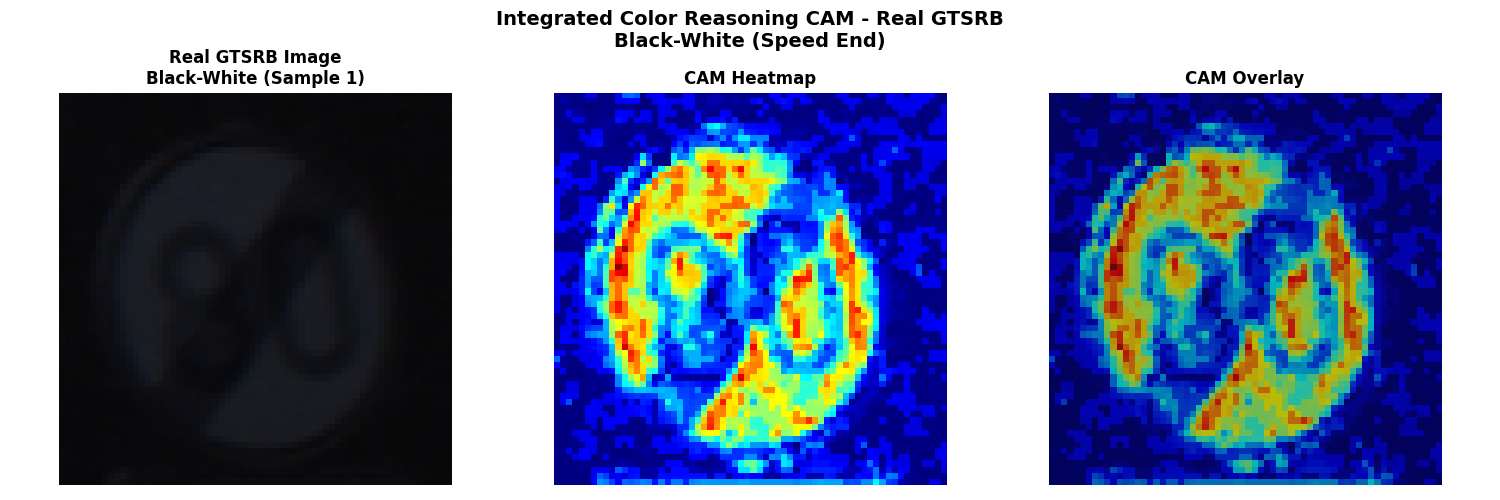 Integrated Color Reasoning CAM - Real GTSRB
Black-White (Speed End)
Real GTSRB Image
Black-White (Sample 1)
CAM Heatmap
CAM Overlay
80